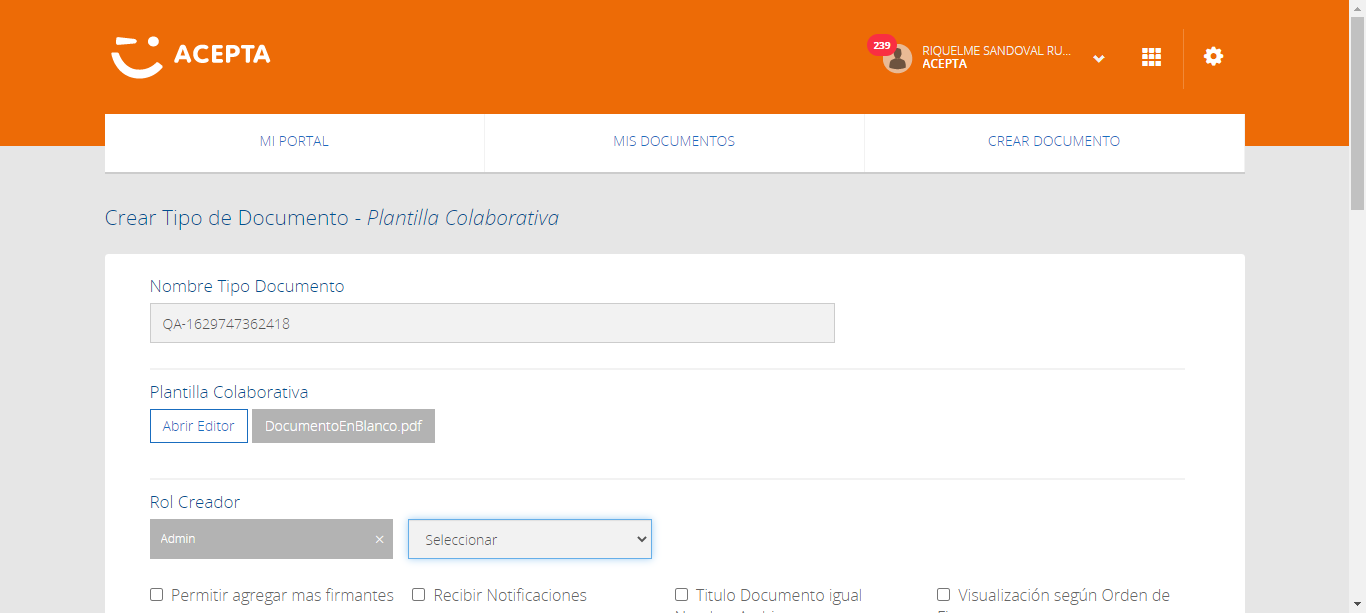 ACEPTA
239
RIQUELME SANDOVAL RU...
ACEPTA
MI PORTAL
MIS DOCUMENTOS
CREAR DOCUMENTO
Crear Tipo de Documento - Plantilla Colaborativa
Nombre Tipo Documento
QA-1629747362418
Plantilla Colaborativa
Abrir Editor
DocumentoEnBlanco.pdf
Rol Creador
Admin ×
Seleccionar
Permitir agregar mas firmantes
Recibir Notificaciones
Titulo Documento igual
Visualización según Orden de